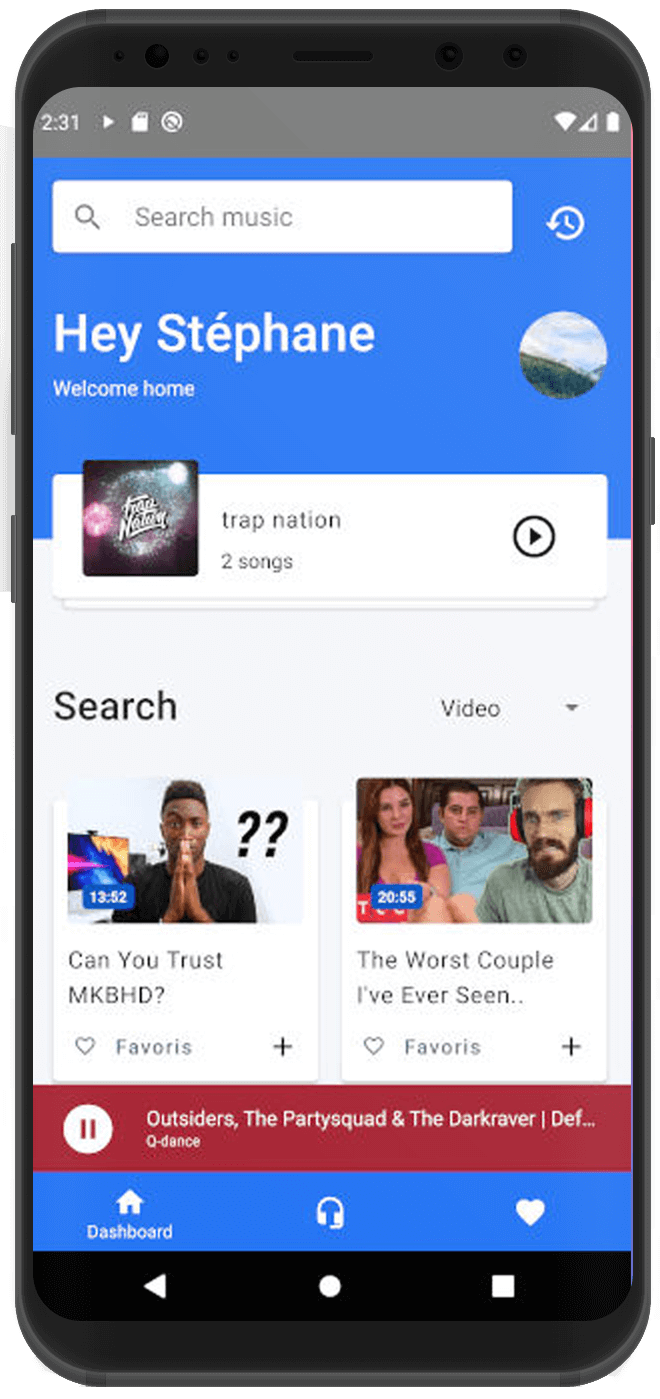 2:31
Search music
Hey Stéphane
Welcome home
trap
Nation
trap nation
2 songs
Search
Video
??
13:52
TCC
20:55
Can You Trust
MKBHD?
The Worst Couple
I've Ever Seen..
Favoris
Favoris
Outsiders, The Partysquad & The Darkraver | Def...
Q-dance
Dashboard